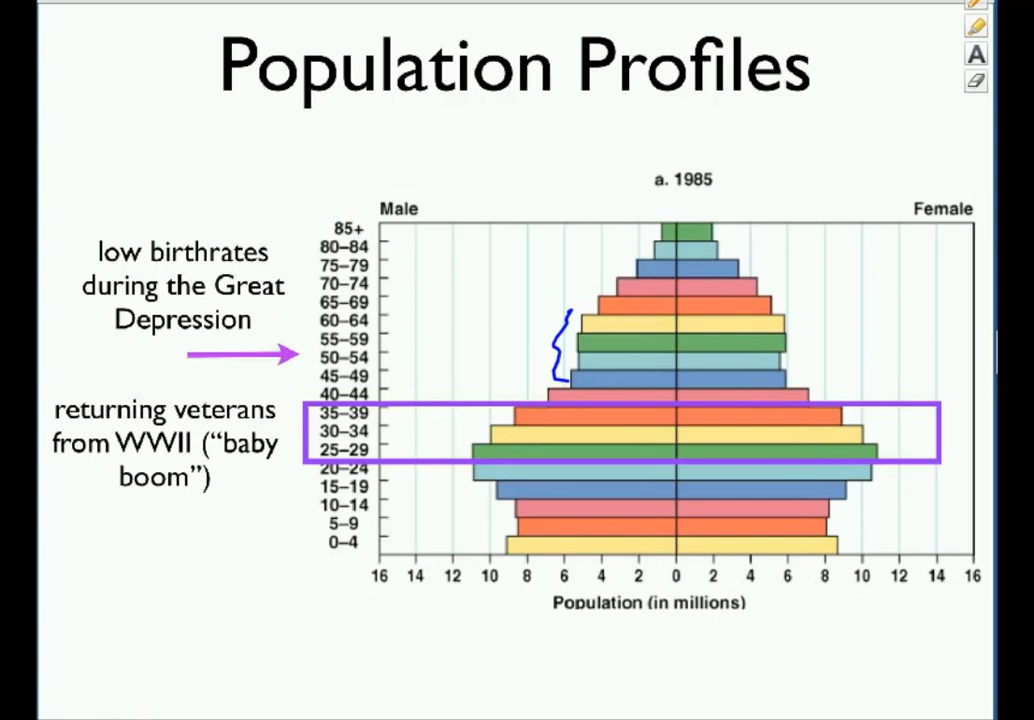 Population Profiles
a. 1985
Male
Female
85+
80–84
75–79
70–74
65–69
60–64
55–59
50–54
45–49
40–44
35–39
30–34
25–29
20–24
15–19
10–14
5–9
0–4
low birthrates
during the Great
Depression
returning veterans
from WWII (“baby
boom”)
16 14 12 10 8 6 4 2 0 2 4 6 8 10 12 14 16
Population (in millions)
A